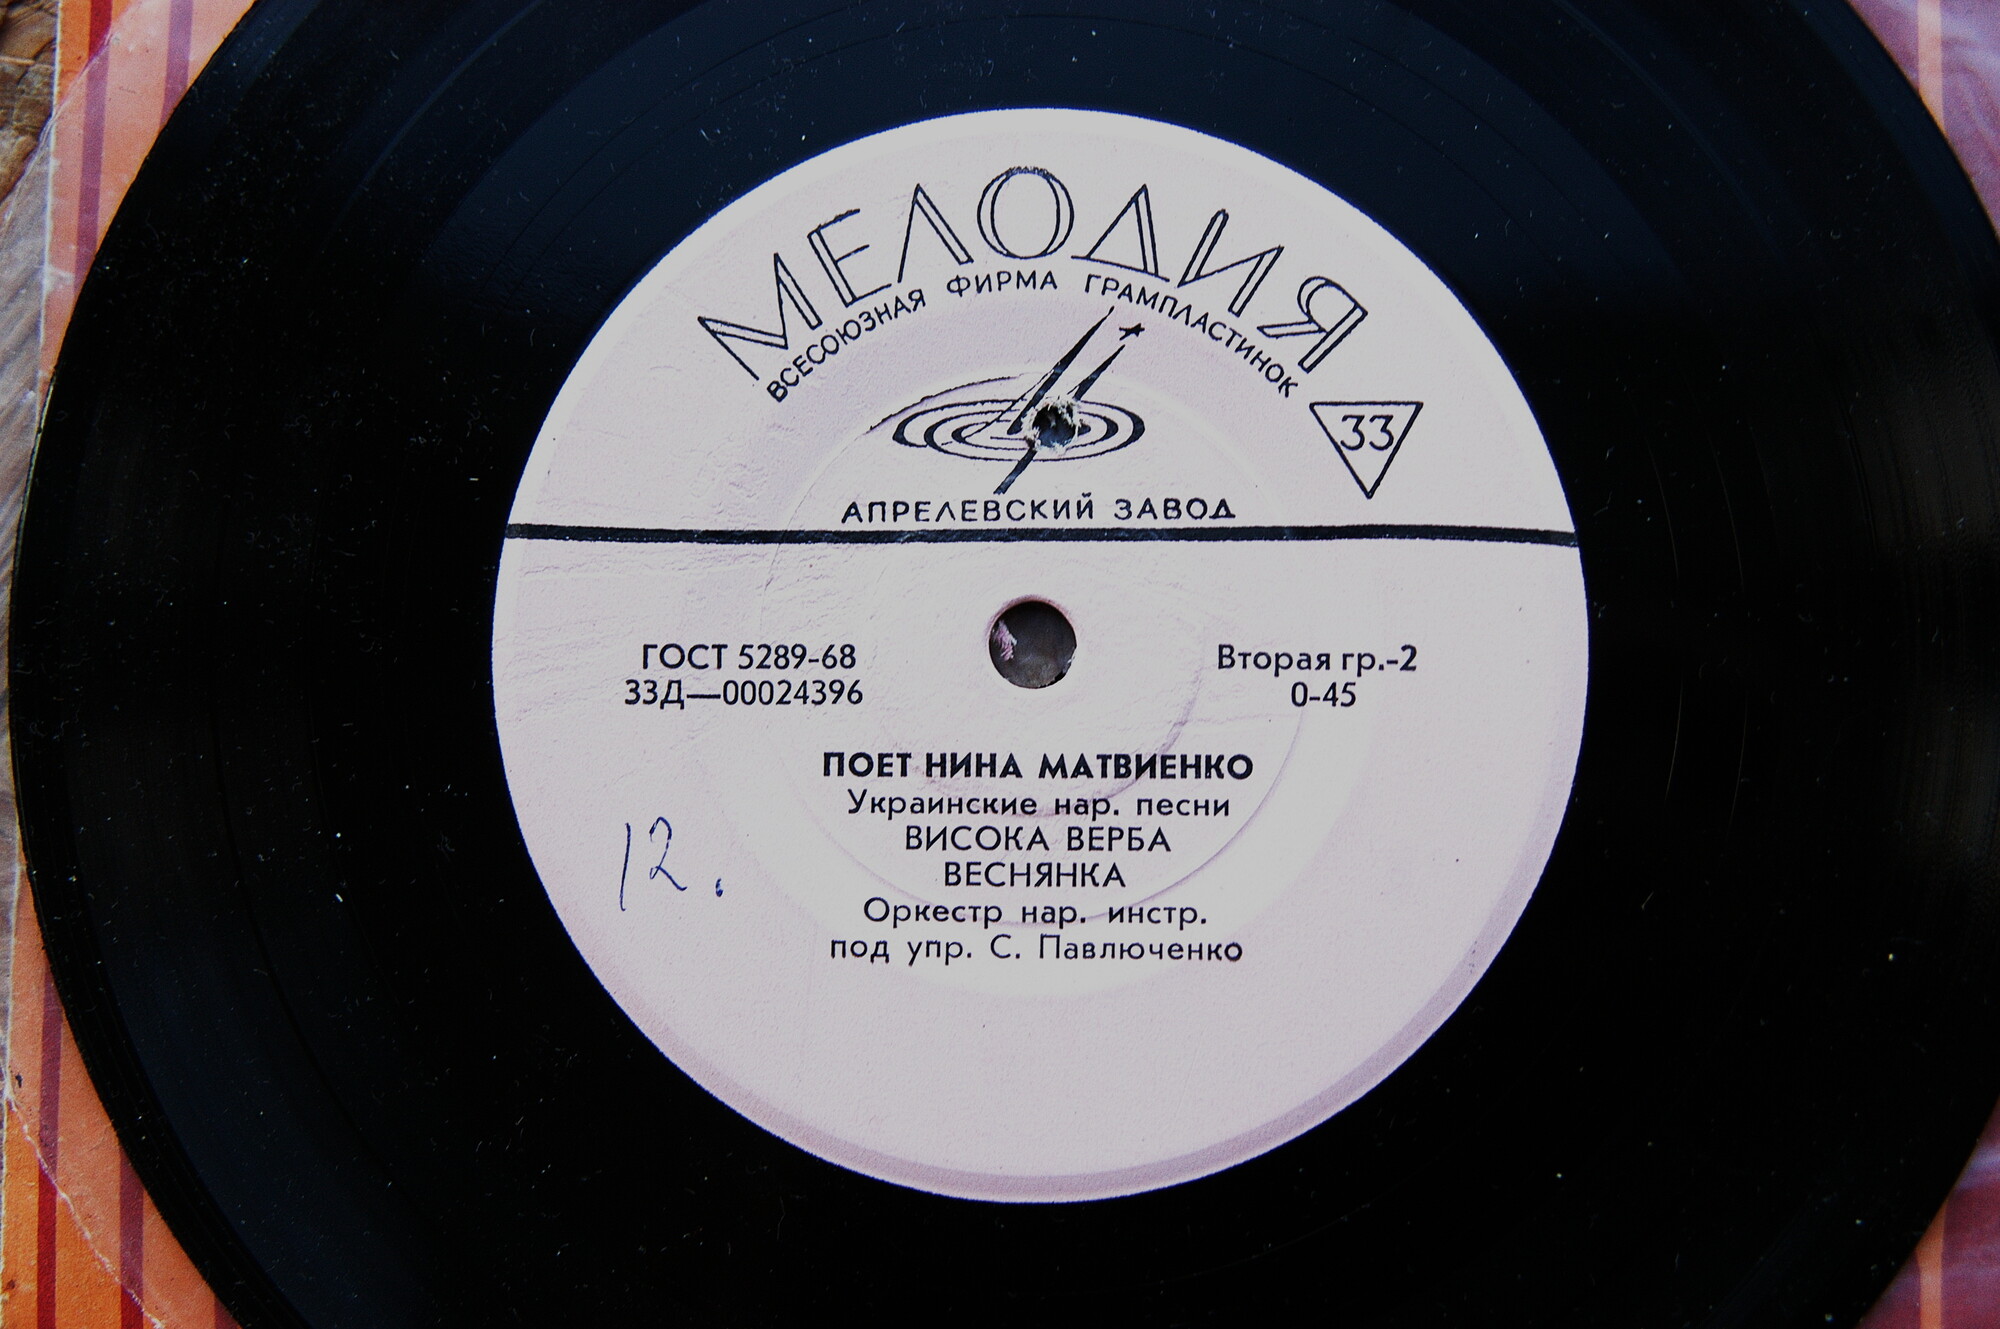 МЕЛОДИЯ
ВСЕСОЮЗНАЯ ФИРМА ГРАМПЛАСТИНОК
33
АПРЕЛЕВСКИЙ ЗАВОД
ГОСТ 5289-68
33Д—00024396
Вторая гр.-2
0-45
ПОЕТ НИНА МАТВИЕНКО
Украинские нар. песни
ВИСОКА ВЕРБА
ВЕСНЯНКА
Оркестр нар. инстр.
под упр. С. Павлюченко
12.